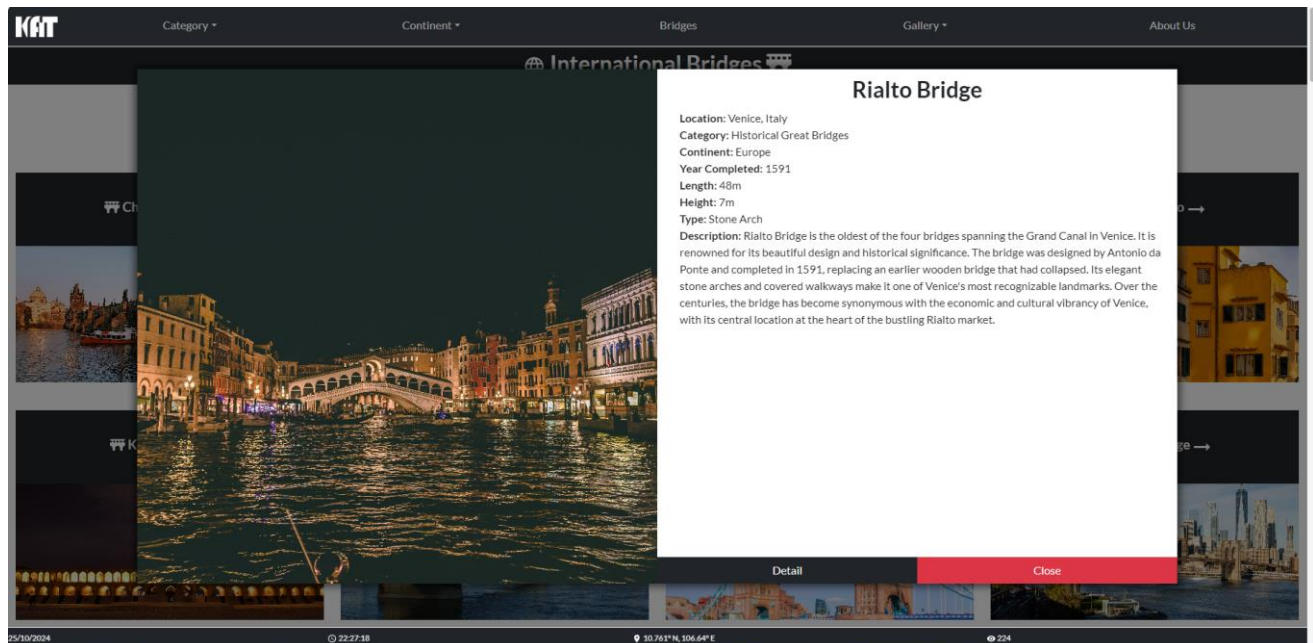 KAT Category Continent Bridges Gallery About Us
International Bridges
Rialto Bridge
Location: Venice, Italy
Category: Historical Great Bridges
Continent: Europe
Year Completed: 1591
Length: 48m
Height: 7m
Type: Stone Arch
Description: Rialto Bridge is the oldest of the four bridges spanning the Grand Canal in Venice. It is
renowned for its beautiful design and historical significance. The bridge was designed by Antonio da
Ponte and completed in 1591, replacing an earlier wooden bridge that had collapsed. Its elegant
stone arches and covered walkways make it one of Venice's most recognizable landmarks. Over the
centuries, the bridge has become synonymous with the economic and cultural vibrancy of Venice,
with its central location at the heart of the bustling Rialto market.
Detail Close
25/10/2024 22:27:18 10.761° N, 106.64° E 224